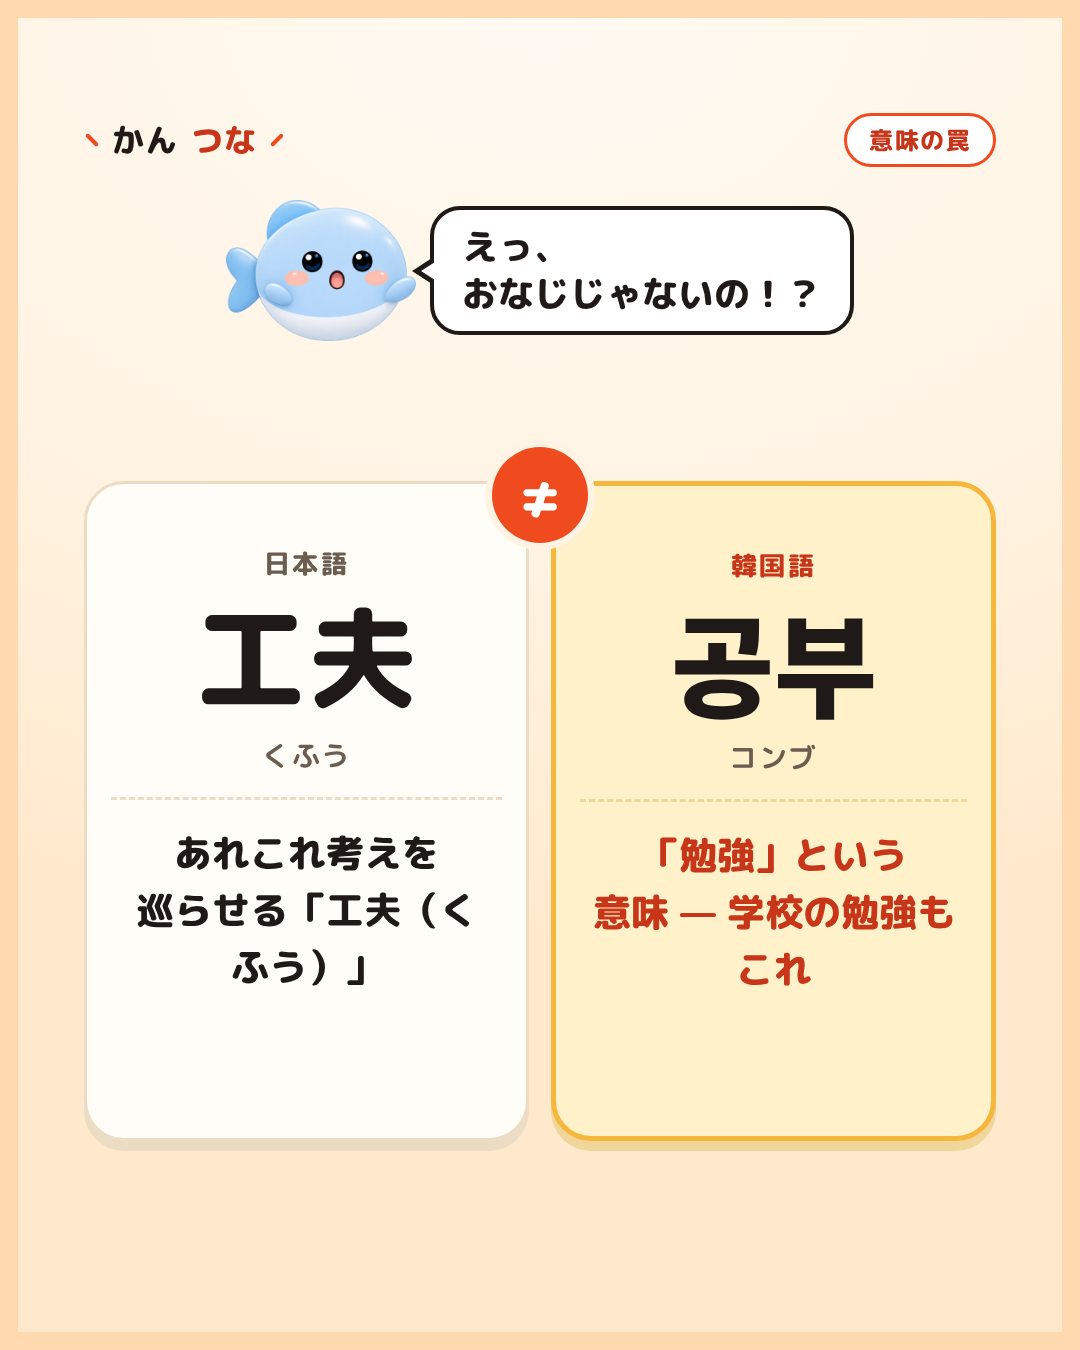 かん つな
意味の罠
えっ、
おなじじゃないの！？
≠
日本語
工夫
くふう
あれこれ考えを
巡らせる「工夫（く
ふう）」
韓国語
공부
コンブ
「勉強」という
意味 — 学校の勉強も
これ